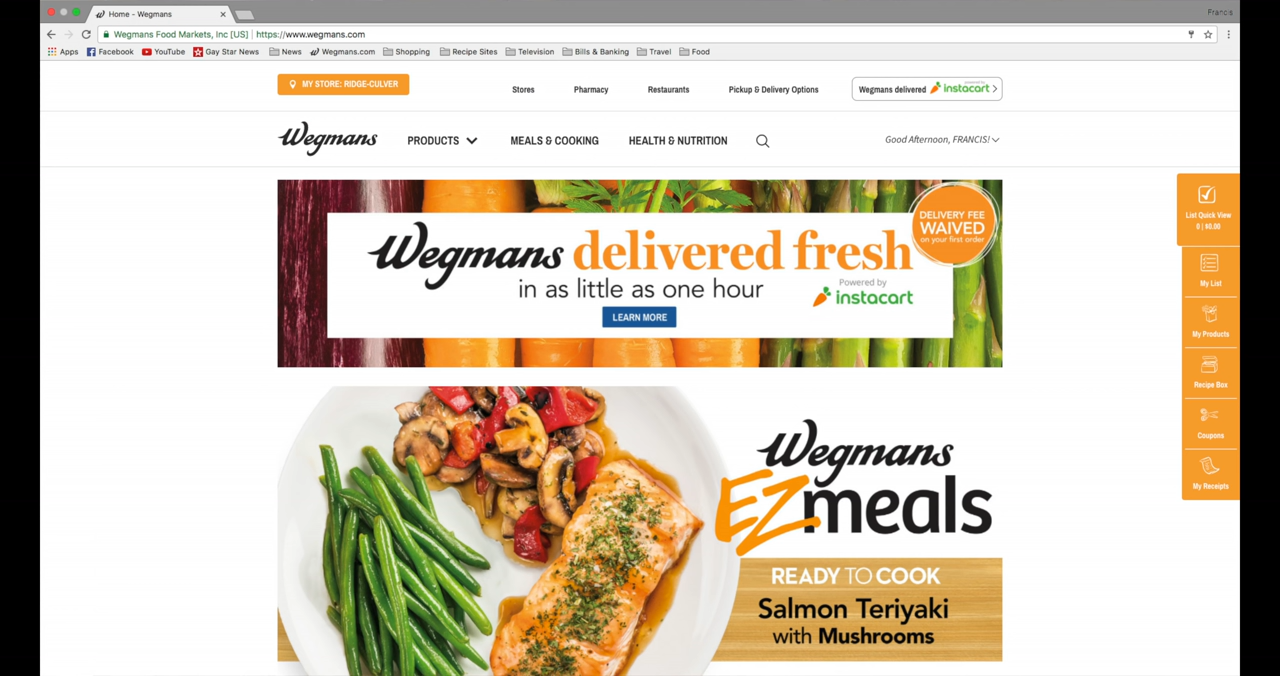 Home - Wegmans
Francis
Wegmans Food Markets, Inc [US] | https://www.wegmans.com
Apps Facebook YouTube Gay Star News News Wegmans.com Shopping Recipe Sites Television Bills & Banking Travel Food
MY STORE: RIDGE-CULVER
Stores Pharmacy Restaurants Pickup & Delivery Options Wegmans delivered powered by instacart
Wegmans PRODUCTS MEALS & COOKING HEALTH & NUTRITION Good Afternoon, FRANCIS!
Wegmans delivered fresh
in as little as one hour
Powered by
instacart
LEARN MORE
DELIVERY FEE
WAIVED
on your first order
List Quick View
0 | $0.00
My List
My Products
Recipe Box
Coupons
My Receipts
Wegmans
EZ meals
READY TO COOK
Salmon Teriyaki
with Mushrooms